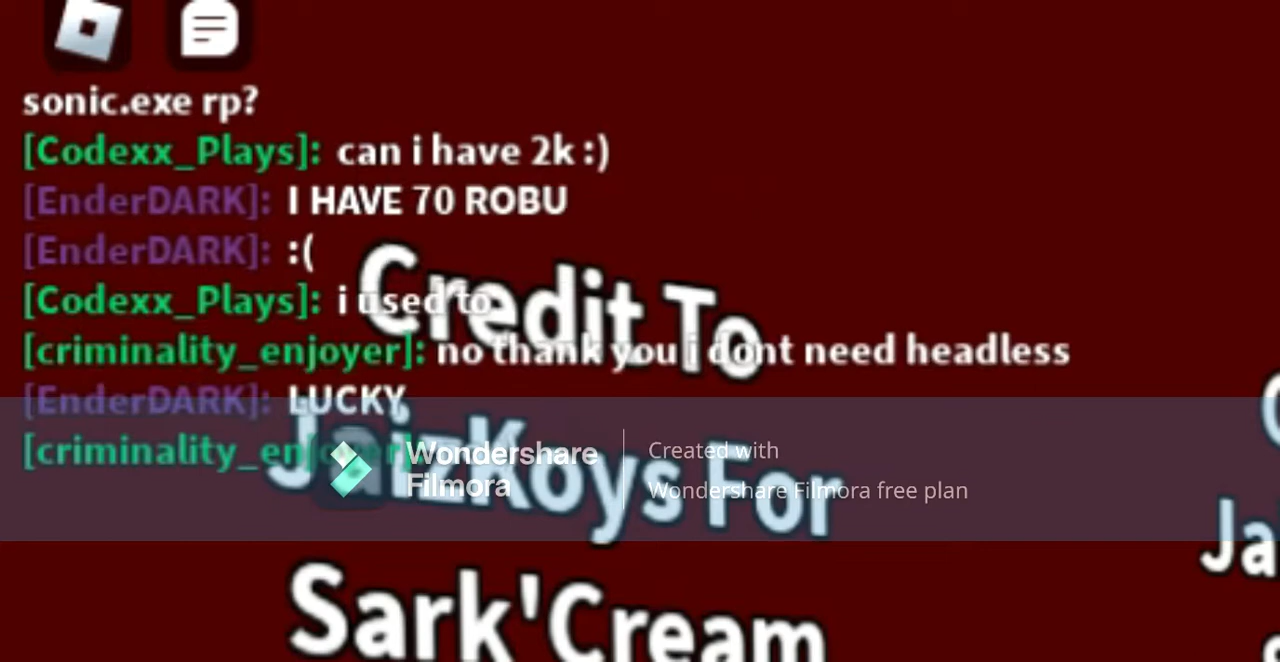 sonic.exe rp?
[Codexx_Plays]: can i have 2k :)
[EnderDARK]: I HAVE 70 ROBU
[EnderDARK]: :(
[Codexx_Plays]: i used to
[criminality_enjoyer]: no thank you i dont need headless
[EnderDARK]: LUCKY
[criminality_enjoyer]:
Credit To
JaizKoys For
Sark'Cream
Wondershare
Filmora
Created with
Wondershare Filmora free plan
Ja